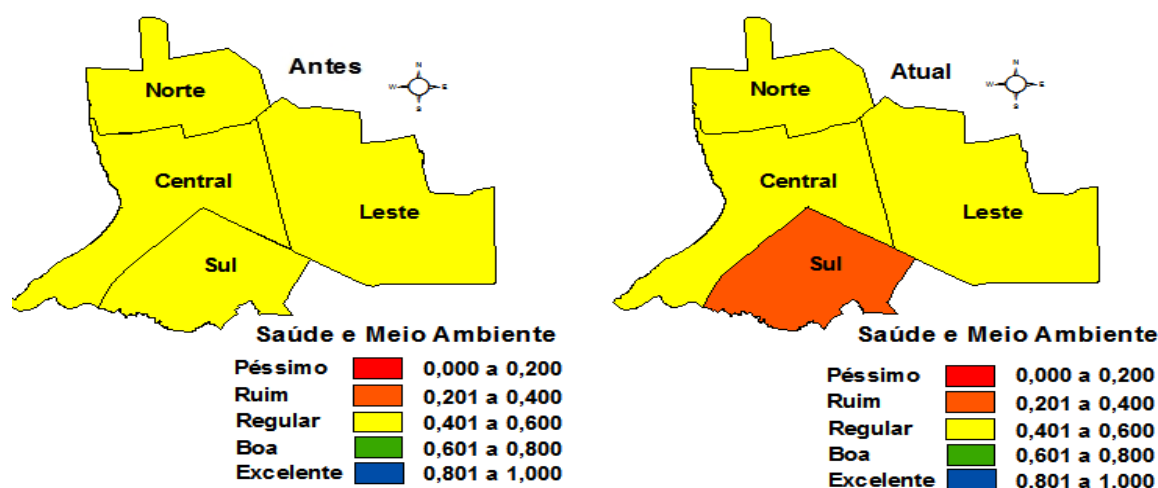 Antes
N
W E
S
Norte
Central
Leste
Sul
Saúde e Meio Ambiente
Péssimo 0,000 a 0,200
Ruim 0,201 a 0,400
Regular 0,401 a 0,600
Boa 0,601 a 0,800
Excelente 0,801 a 1,000
Atual
N
W E
S
Norte
Central
Leste
Sul
Saúde e Meio Ambiente
Péssimo 0,000 a 0,200
Ruim 0,201 a 0,400
Regular 0,401 a 0,600
Boa 0,601 a 0,800
Excelente 0,801 a 1,000